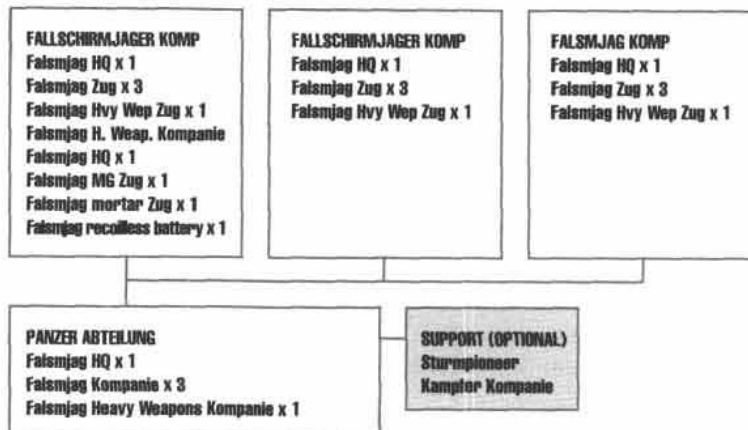 FALLSCHIRMJAGER KOMP
Falsmjag HQ x 1
Falsmjag Zug x 3
Falsmjag Hvy Wep Zug x 1
Falsmjag H. Weap. Kompanie
Falsmjag HQ x 1
Falsmjag MG Zug x 1
Falsmjag mortar Zug x 1
Falsmjag recoilless battery x 1
FALLSCHIRMJAGER KOMP
Falsmjag HQ x 1
Falsmjag Zug x 3
Falsmjag Hvy Wep Zug x 1
FALSMJAG KOMP
Falsmjag HQ x 1
Falsmjag Zug x 3
Falsmjag Hvy Wep Zug x 1
PANZER ABTEILUNG
Falsmjag HQ x 1
Falsmjag Kompanie x 3
Falsmjag Heavy Weapons Kompanie x 1
SUPPORT (OPTIONAL)
Sturmpioneer
Kampfer Kompanie